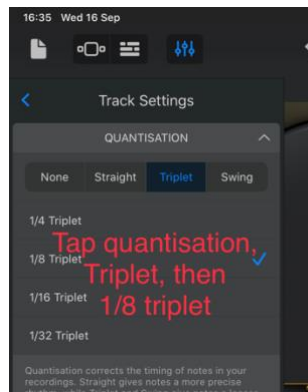 16:35 Wed 16 Sep
Track Settings
QUANTISATION
None Straight Triplet Swing
1/4 Triplet
1/8 Triplet
Tap quantisation,
Triplet, then
1/8 triplet
1/16 Triplet
1/32 Triplet
Quantisation corrects the timing of notes in your
recordings. Straight gives notes a more precise